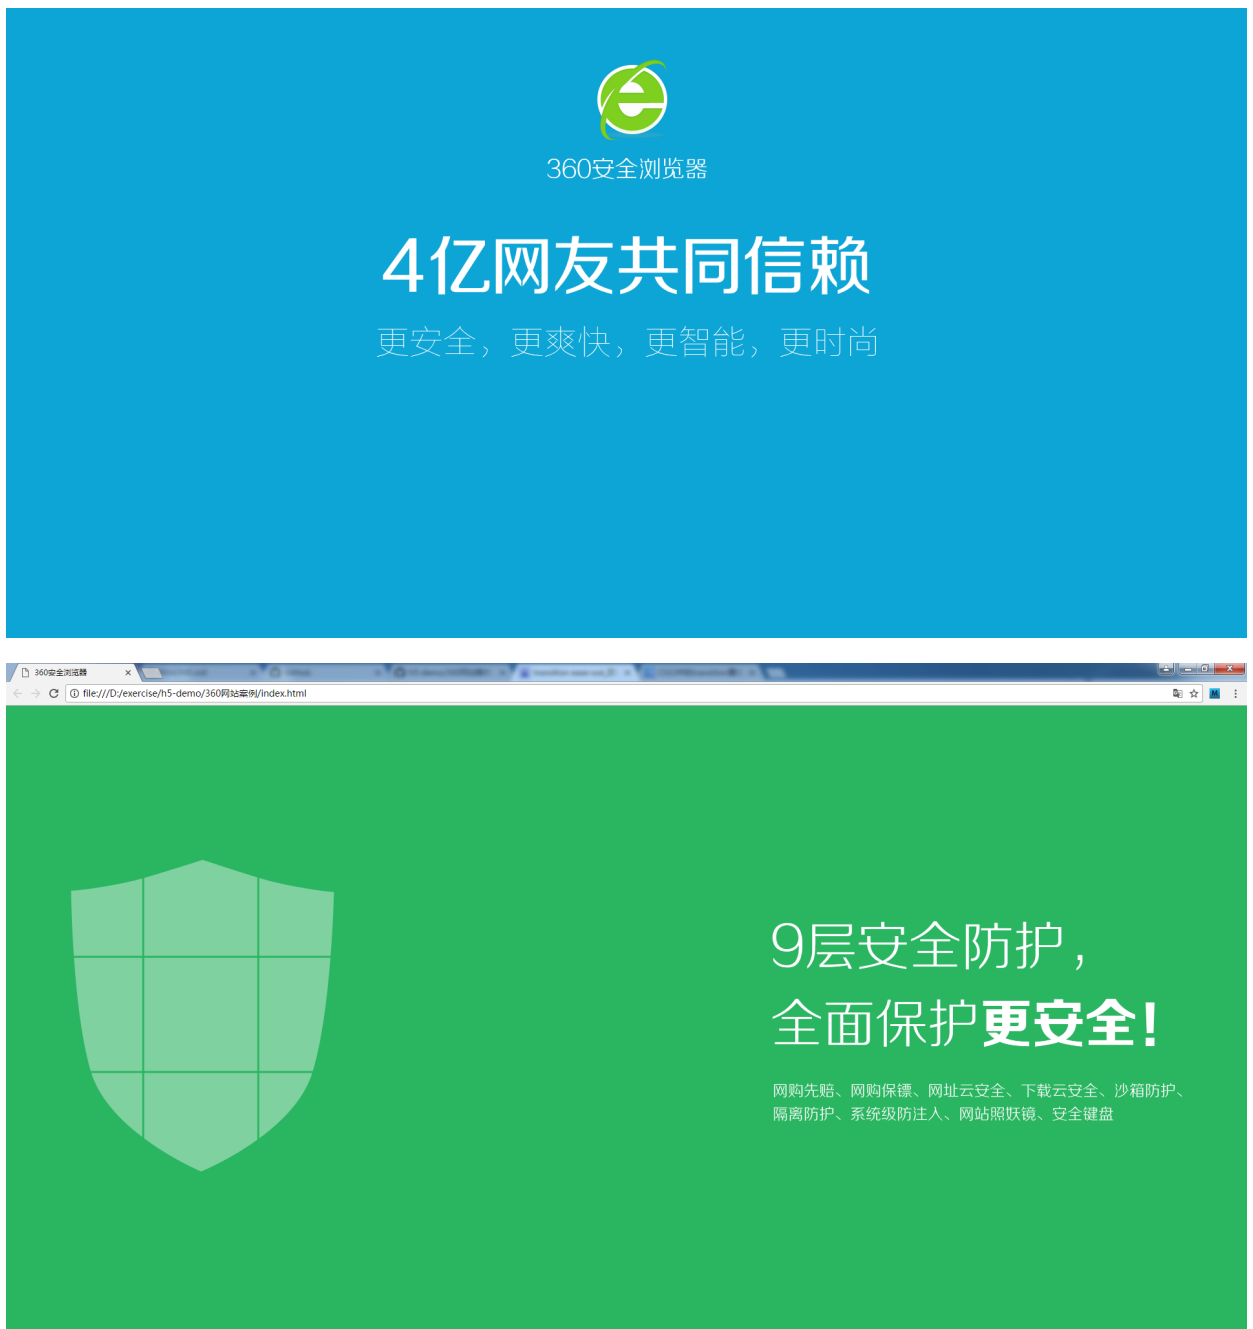 360安全浏览器
4亿网友共同信赖
更安全，更爽快，更智能，更时尚
360安全浏览器
file:///D:/exercise/h5-demo/360网站案例/index.html
9层安全防护，
全面保护更安全！
网购先赔、网购保镖、网址云安全、下载云安全、沙箱防护、
隔离防护、系统级防注入、网站照妖镜、安全键盘